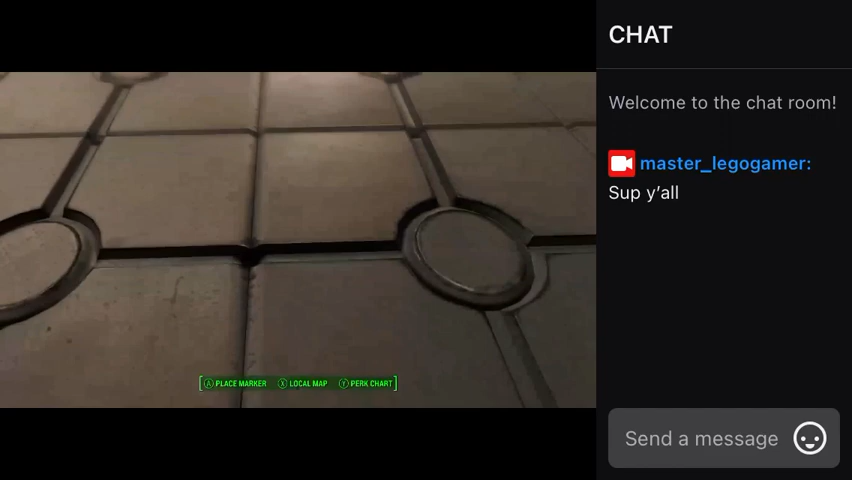 CHAT
Welcome to the chat room!
master_legogamer:
Sup y’all
Ⓐ PLACE MARKER Ⓧ LOCAL MAP Ⓨ PERK CHART
Send a message